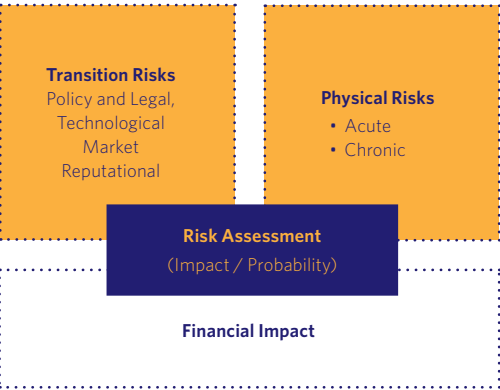 Transition Risks
Policy and Legal,
Technological
Market
Reputational
Physical Risks
• Acute
• Chronic
Risk Assessment
(Impact / Probability)
Financial Impact